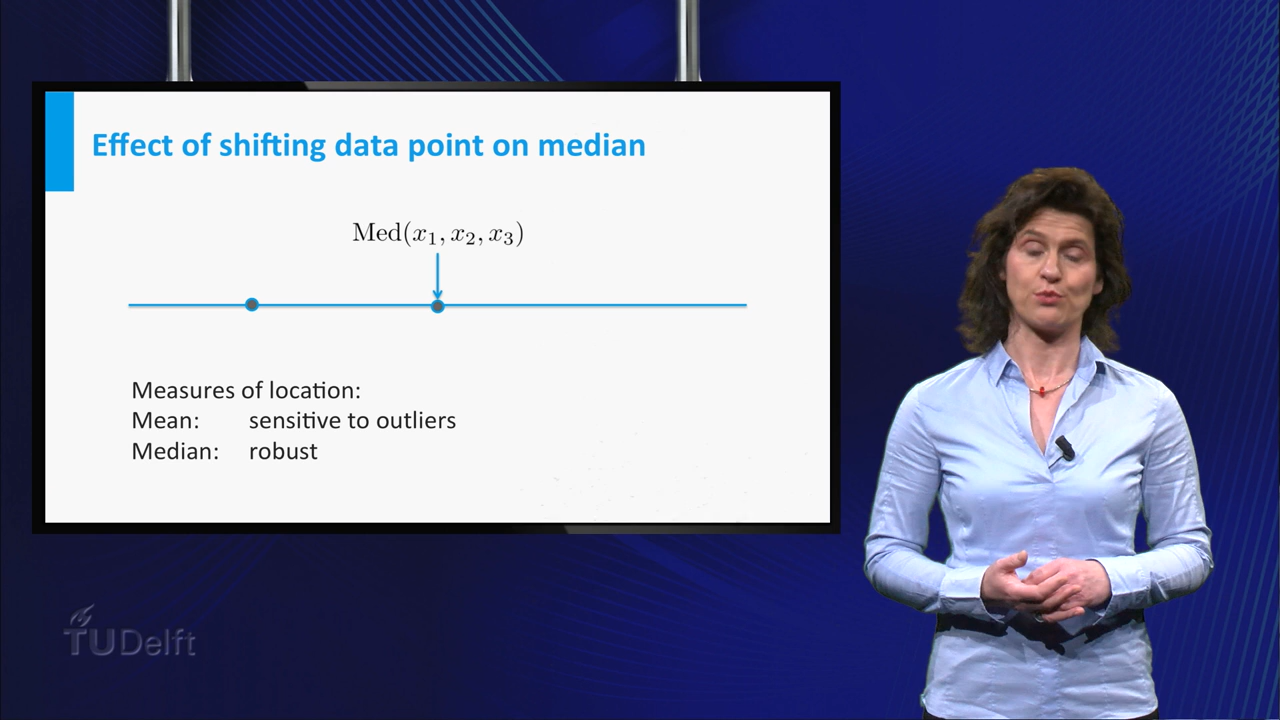 Effect of shifting data point on median
Med(x₁, x₂, x₃)
Measures of location:
Mean: sensitive to outliers
Median: robust
TUDelft